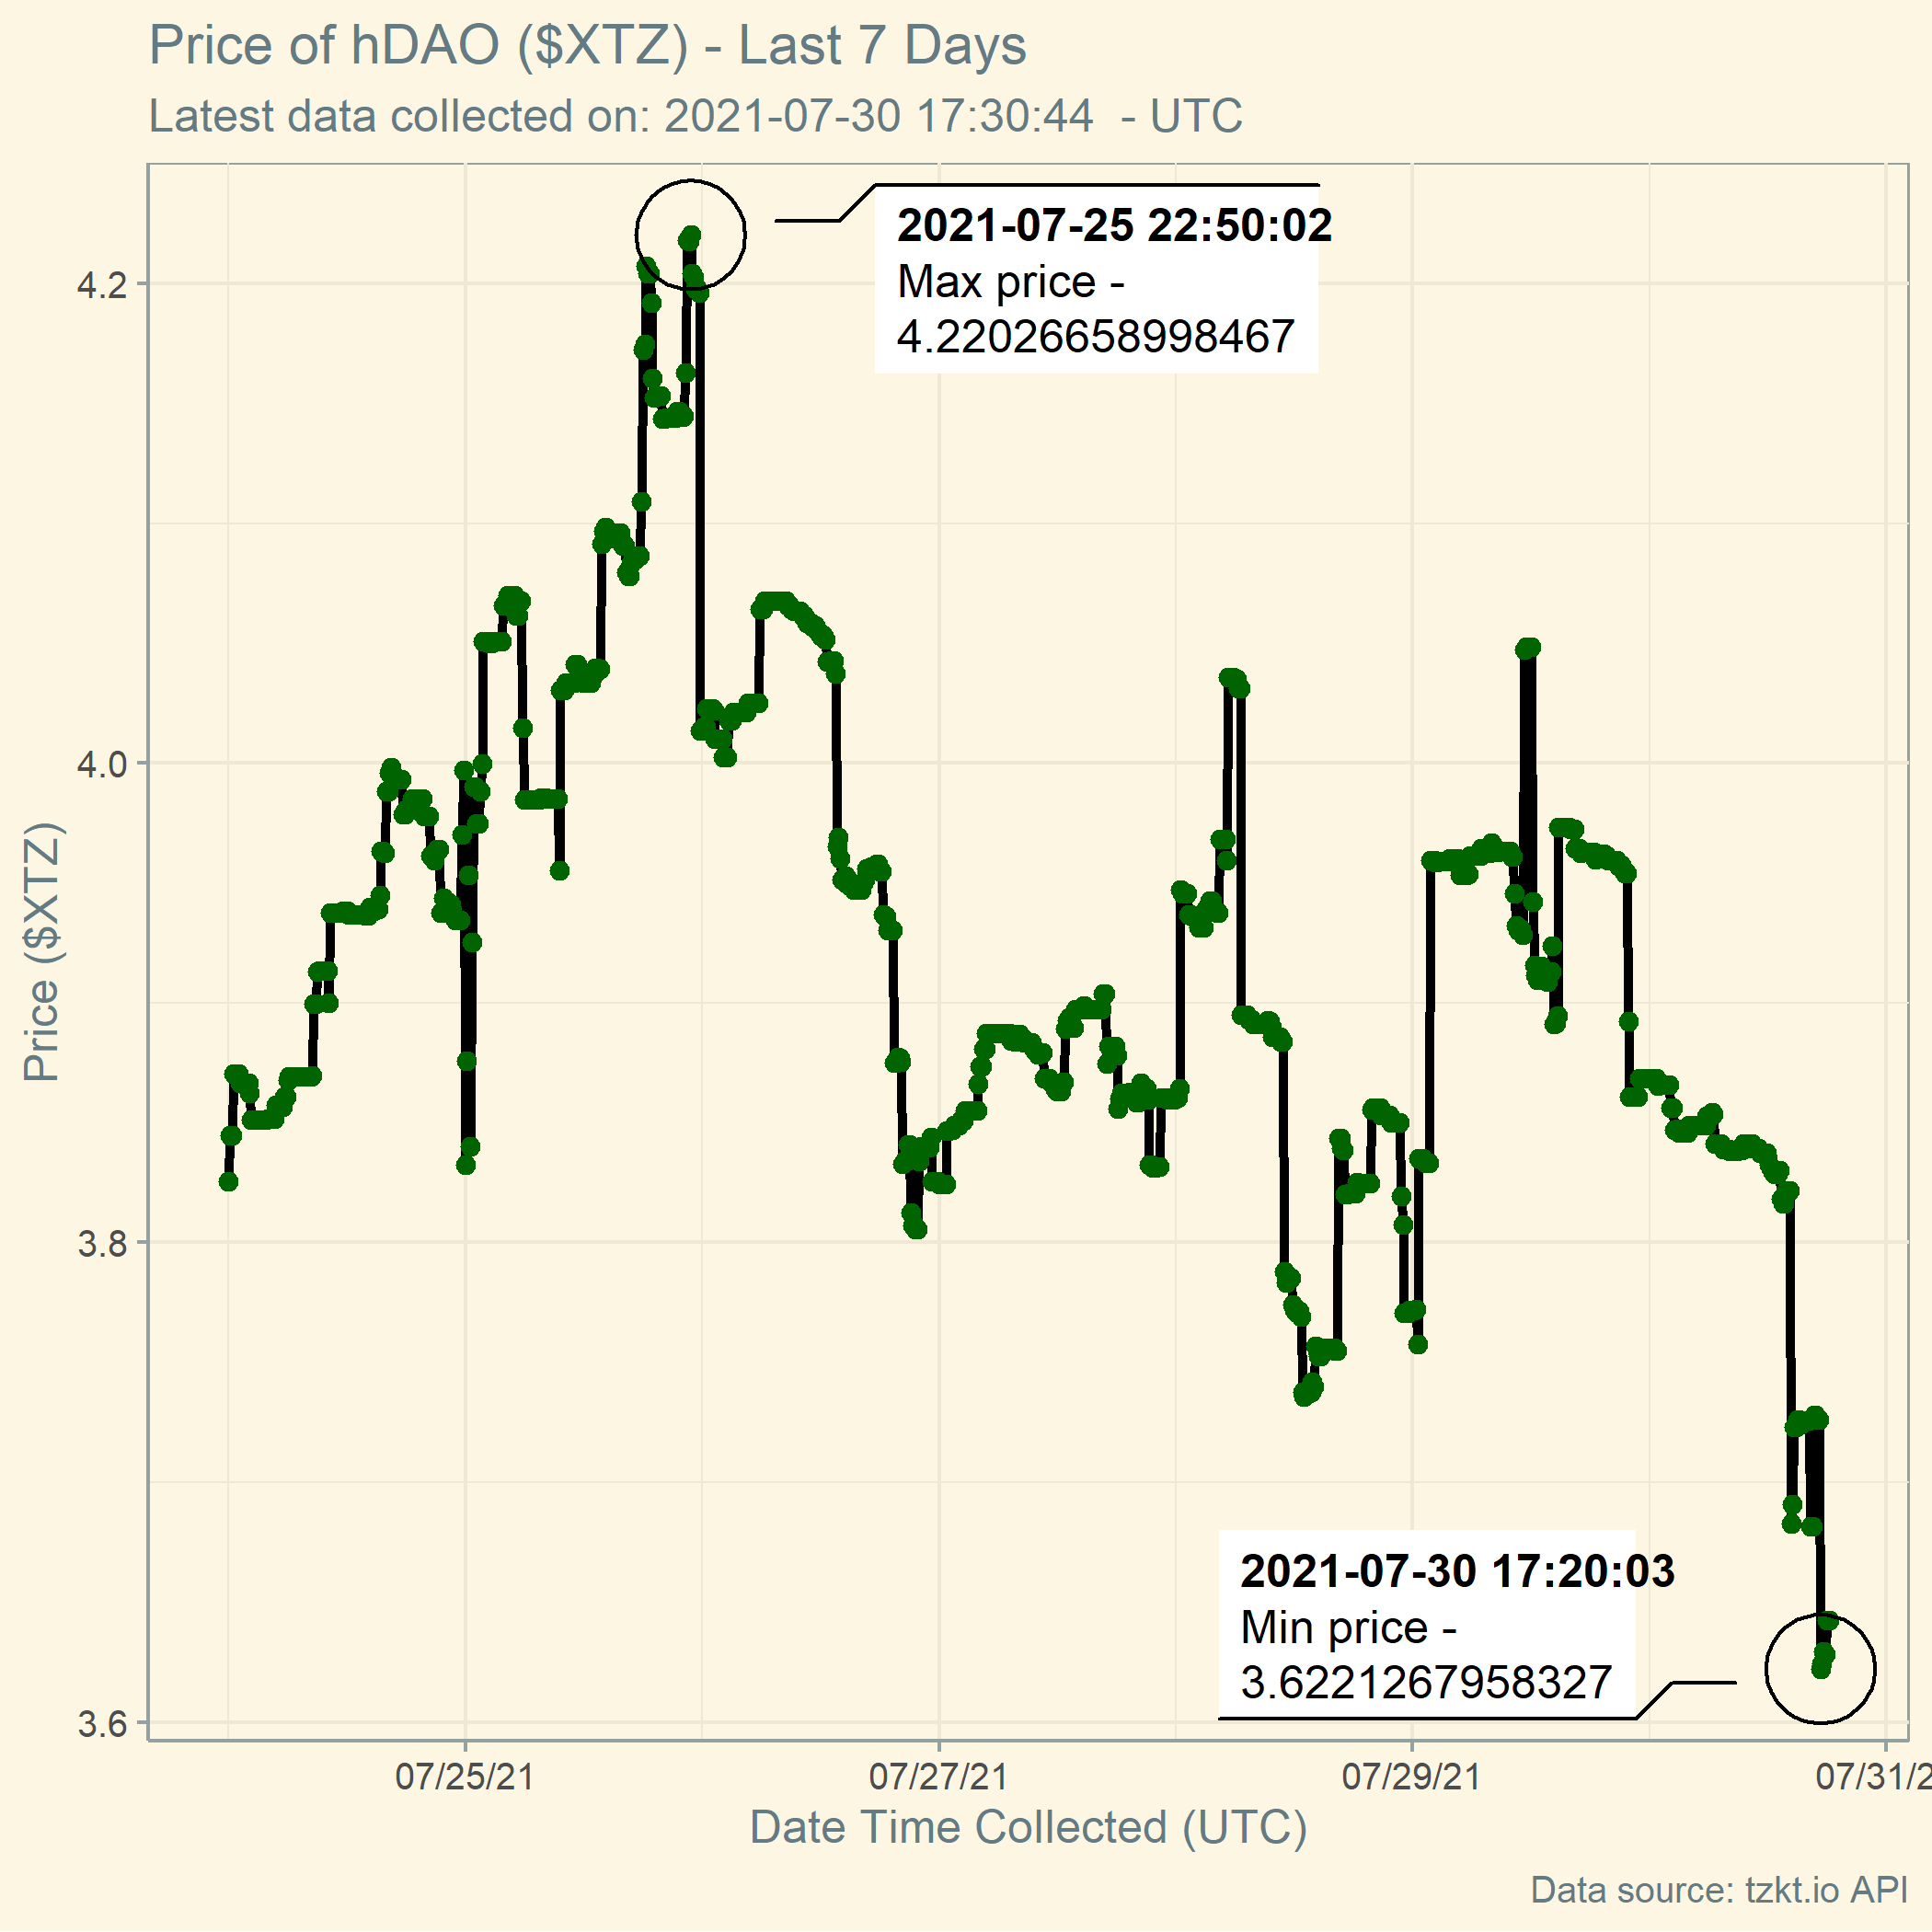 Price of hDAO ($XTZ) - Last 7 Days
Latest data collected on: 2021-07-30 17:30:44  - UTC
2021-07-25 22:50:02
Max price -
4.22026658998467
4.2
4.0
3.8
3.6
Price ($XTZ)
2021-07-30 17:20:03
Min price -
3.6221267958327
07/25/21
07/27/21
07/29/21
07/31/2
Date Time Collected (UTC)
Data source: tzkt.io API